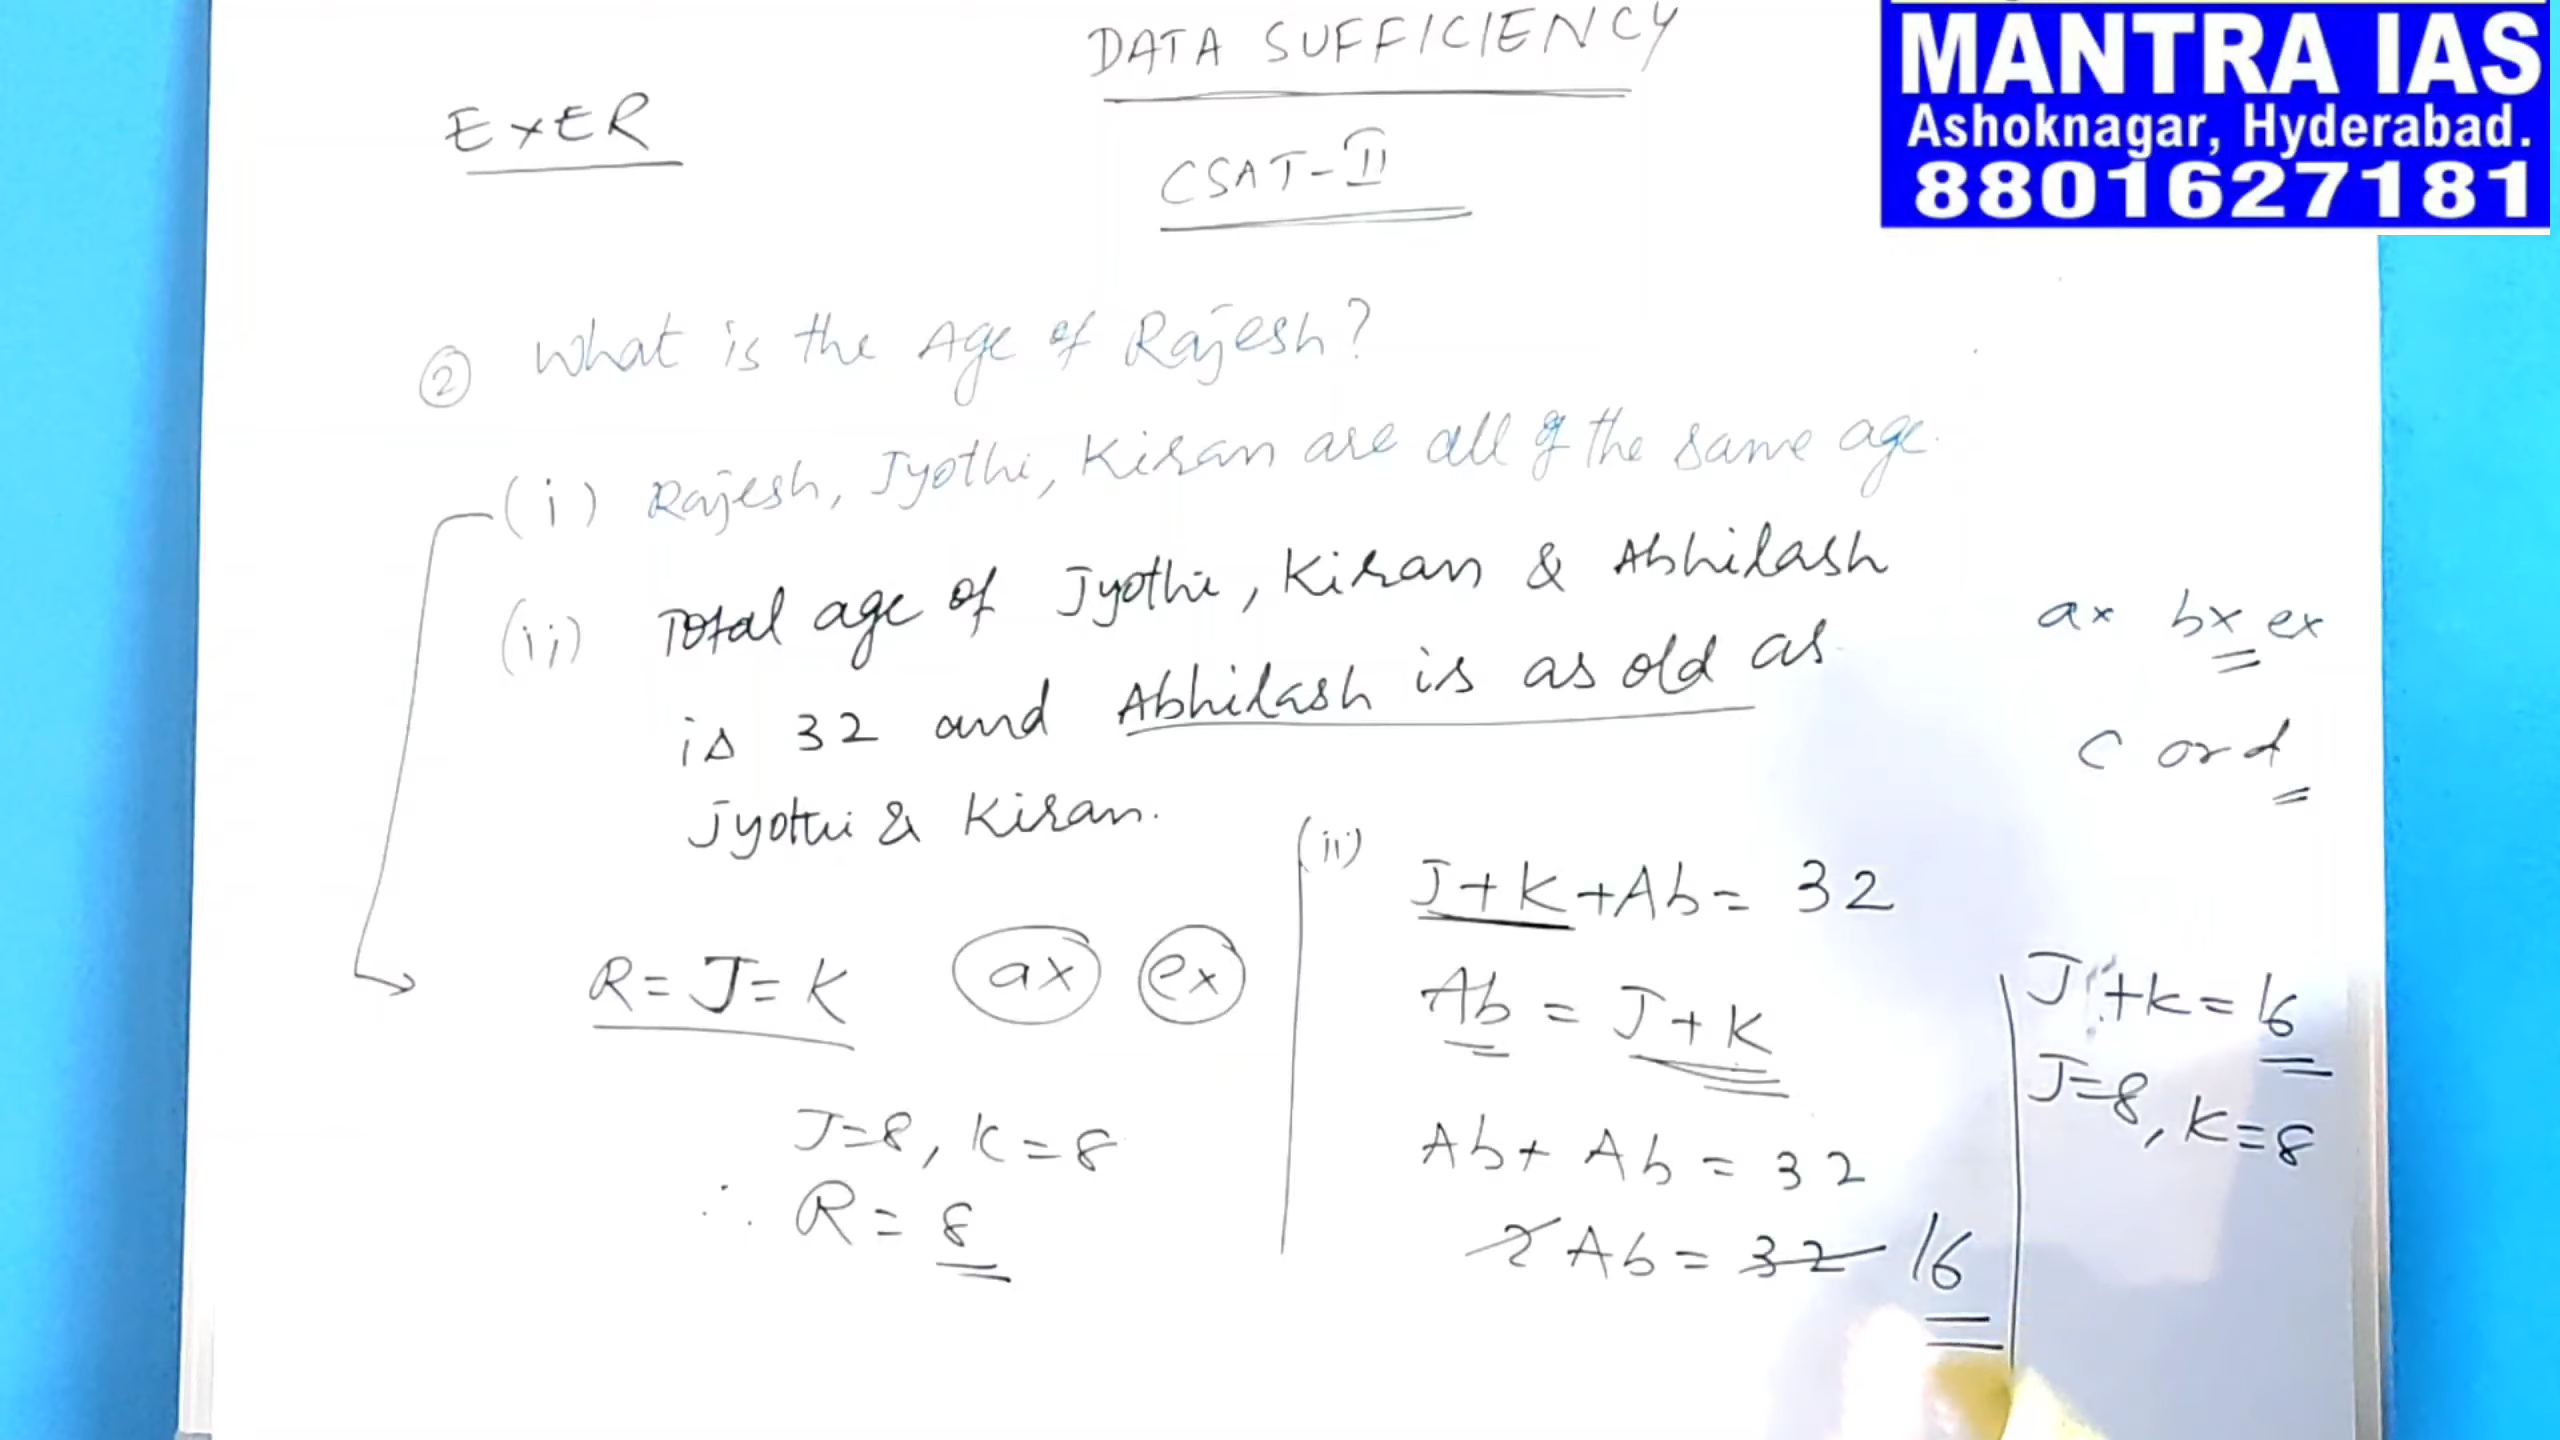 DATA SUFFICIENCY
MANTRA IAS
Ashoknagar, Hyderabad.
8801627181
EXER
CSAT-II
② What is the Age of Rajesh?
(i) Rajesh, Jyothi, Kiran are all of the same age.
(ii) Total age of Jyothi, Kiran & Abhilash
is 32 and Abhilash is as old as
Jyothi & Kiran.
ax bx ex
c or d
R = J = K ax ex
J=8, K=8
∴ R = 8
(ii) J+K+Ab = 32
Ab = J+K
Ab + Ab = 32
2Ab = 32 16
J+K = 16
J=8, K=8